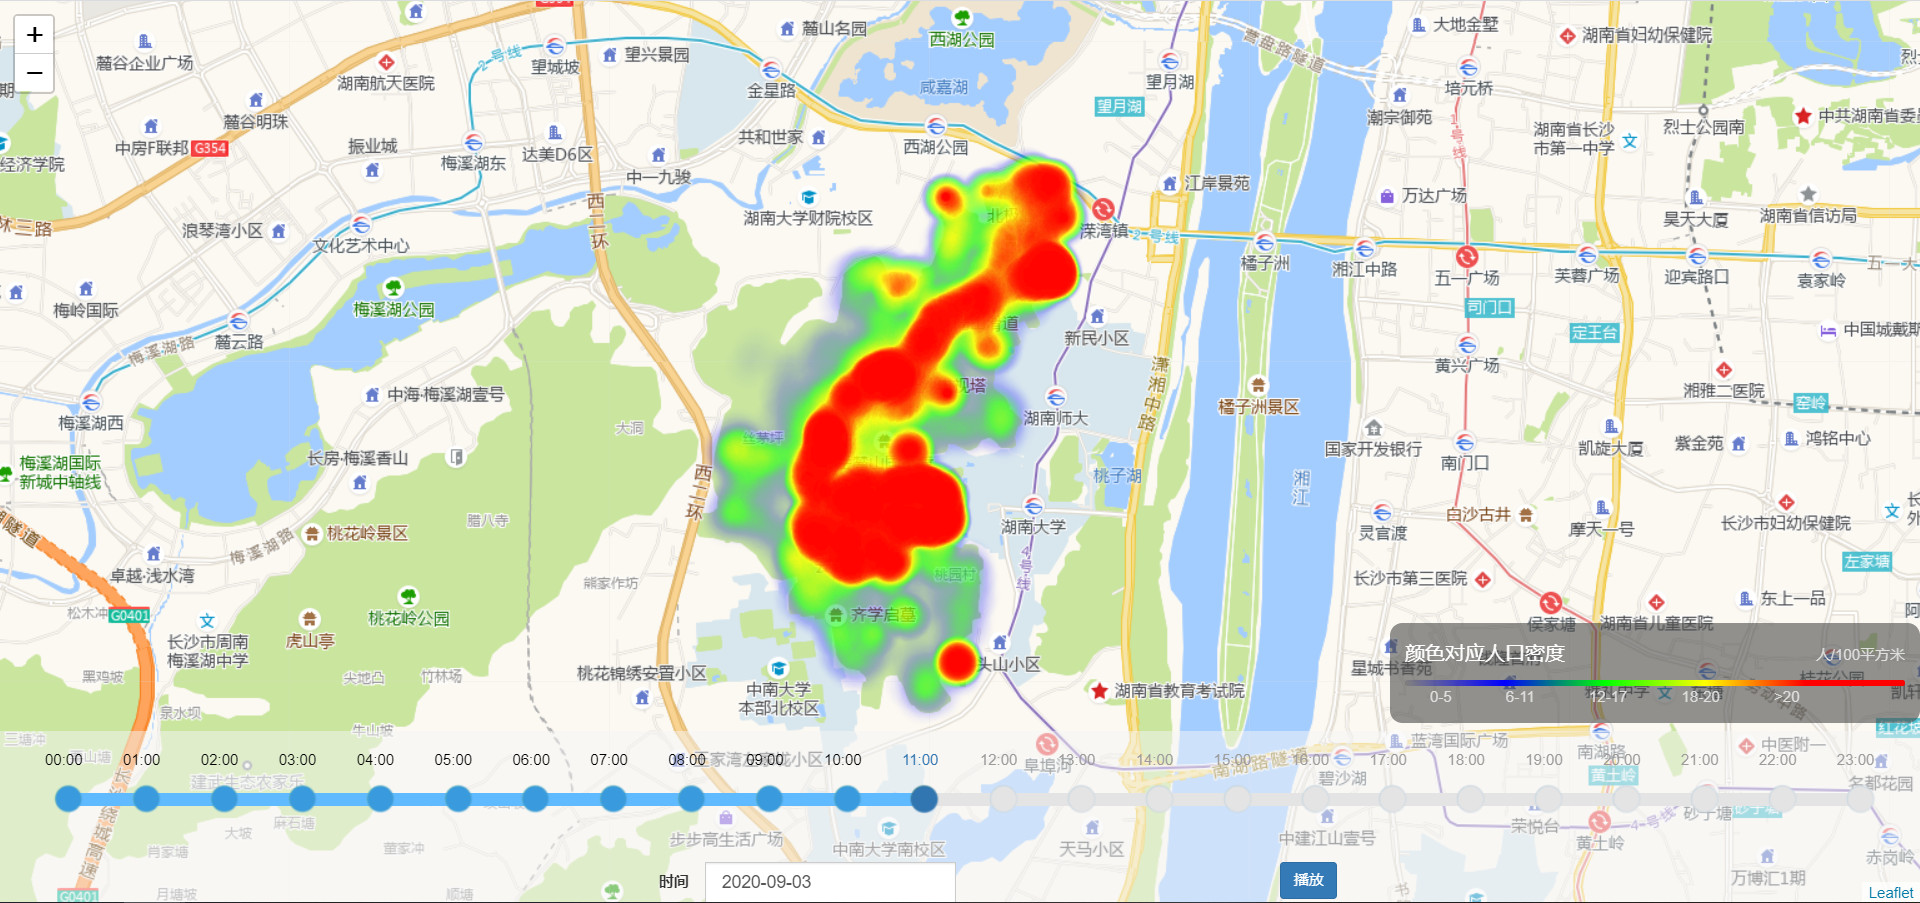 +
−
麓谷企业广场
湖南航天医院
2号线
望城坡
望兴景园
麓山名园
西湖公园
咸嘉湖
金星路
望月湖
望月湖
营盘路隧道
大地金墅
湖南省妇幼保健院
培元桥
潮宗御苑
烈士公园南
中共湖南省委
麓谷明珠
中房F联邦
G354
振业城
梅溪湖东
达美D6区
共和世家
西湖公园
中一九骏
湖南省长沙
市第一中学
1号线
经济学院
江岸景苑
万达广场
昊天大厦
湖南省信访局
湖南大学财院校区
林三路
浪琴湾小区
文化艺术中心
西二环
溁湾镇
2号线
橘子洲
湘江中路
五一广场
芙蓉广场
迎宾路口
袁家岭
五一大
梅岭国际
梅溪湖公园
麓云路
梅溪湖路
司门口
定王台
新民小区
中国城戴斯
黄兴广场
潇湘中路
湘雅二医院
中海·梅溪湖壹号
梅溪湖西
大洞
湖南师大
橘子洲景区
窑岭
丝茅坪
国家开发银行
凯旋大厦
紫金苑
鸿铭中心
南门口
长房·梅溪香山
梅溪湖国际
新城中轴线
西二环
桃子湖
湘江
腊八寺
湖南大学
灵官渡
白沙古井
摩天一号
长沙市妇幼保健院
桃花岭景区
梅溪湖路
卓越·浅水湾
熊家作坊
4号线
桃园村
长沙市第三医院
左家塘
松木冲
G0401
桃花岭公园
长沙市周南
梅溪湖中学
虎山亭
齐学启墓
东上一品
侯家塘
湖南省儿童医院
黑鸡坡
尖地凸
竹林场
桃花锦绣安置小区
中南大学
本部北校区
头山小区
湖南省教育考试院
星城书香苑
颜色对应人口密度
人/100平方米
0-5
6-11
12-17
18-20
>20
泉水坝
牛山坡
三塘冲
阜埠河
南湖路隧道
碧沙湖
蓝湾国际广场
南湖路
中医附一
黄土岭
名都花园
00:00 01:00 02:00 03:00 04:00 05:00 06:00 07:00 08:00 09:00 10:00 11:00 12:00 13:00 14:00 15:00 16:00 17:00 18:00 19:00 20:00 21:00 22:00 23:00
建武生态农家乐
大坡
麻石塘
肖家塘
董家冲
步步高生活广场
中南大学南校区
天马小区
中建江山壹号
荣悦台
4号线
砂子塘
黄土岭
赤岗岭
万博汇1期
绕城高速
G0401
月塘坡
顺塘
时间
2020-09-03
播放
Leaflet